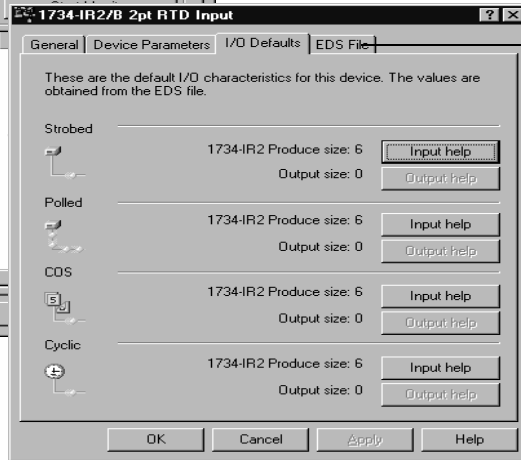 1734-IR2/B 2pt RTD Input
General Device Parameters I/O Defaults EDS File
These are the default I/O characteristics for this device. The values are
obtained from the EDS file.
Strobed
1734-IR2 Produce size: 6 Input help
Output size: 0 Output help
Polled
1734-IR2 Produce size: 6 Input help
Output size: 0 Output help
COS
1734-IR2 Produce size: 6 Input help
Output size: 0 Output help
Cyclic
1734-IR2 Produce size: 6 Input help
Output size: 0 Output help
OK Cancel Apply Help